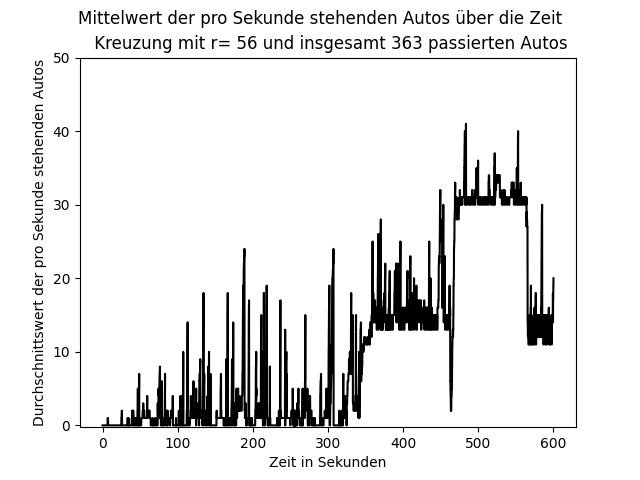 Mittelwert der pro Sekunde stehenden Autos über die Zeit
Kreuzung mit r= 56 und insgesamt 363 passierten Autos
Durchschnittswert der pro Sekunde stehenden Autos
50
40
30
20
10
0
0 100 200 300 400 500 600
Zeit in Sekunden